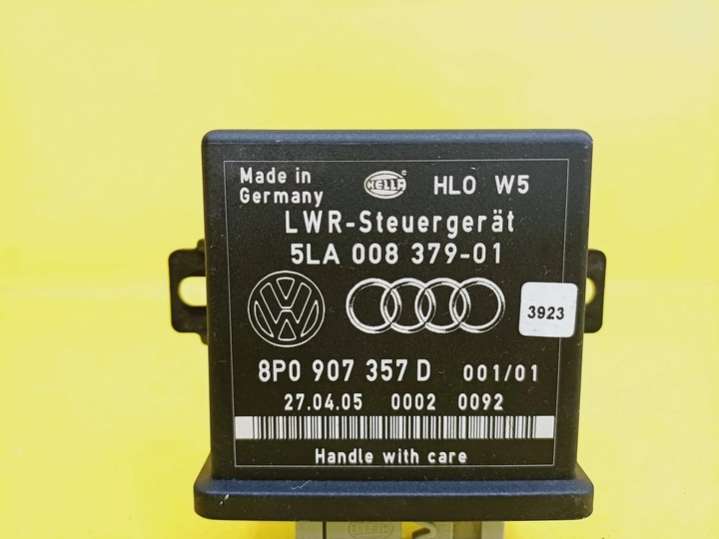 Made in
Germany
HELLA
HLO W5
LWR-Steuergerät
5LA 008 379-01
VW
3923
8P0 907 357 D 001/01
27.04.05 0002 0092
Handle with care